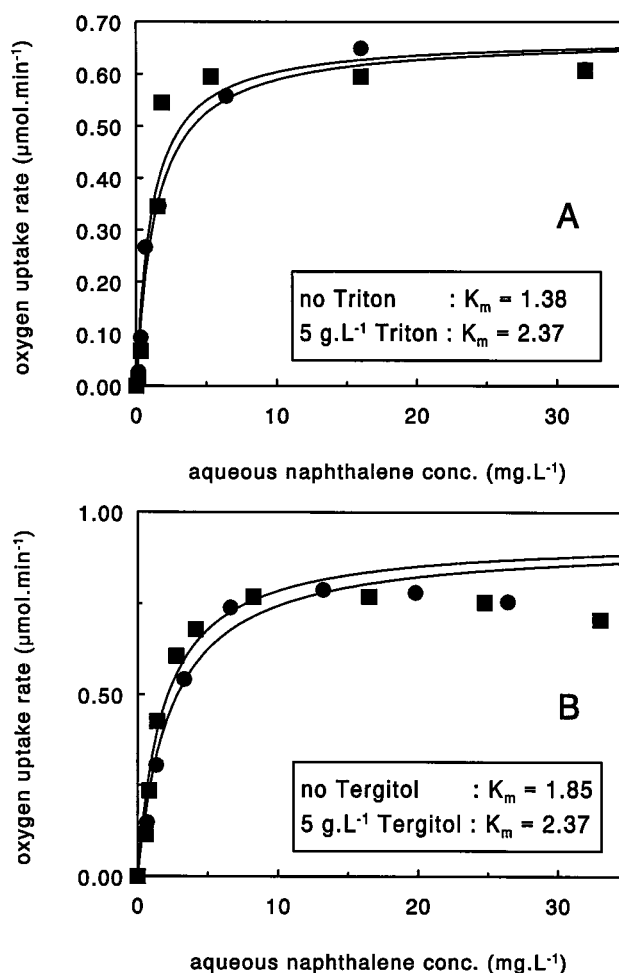 0.70
0.60
0.50
0.40
0.30
0.20
0.10
0.00
oxygen uptake rate (µmol.min⁻¹)
A
no Triton : Kₘ = 1.38
5 g.L⁻¹ Triton : Kₘ = 2.37
0 10 20 30
aqueous naphthalene conc. (mg.L⁻¹)
1.00
0.50
0.00
oxygen uptake rate (µmol.min⁻¹)
B
no Tergitol : Kₘ = 1.85
5 g.L⁻¹ Tergitol : Kₘ = 2.37
0 10 20 30
aqueous naphthalene conc. (mg.L⁻¹)